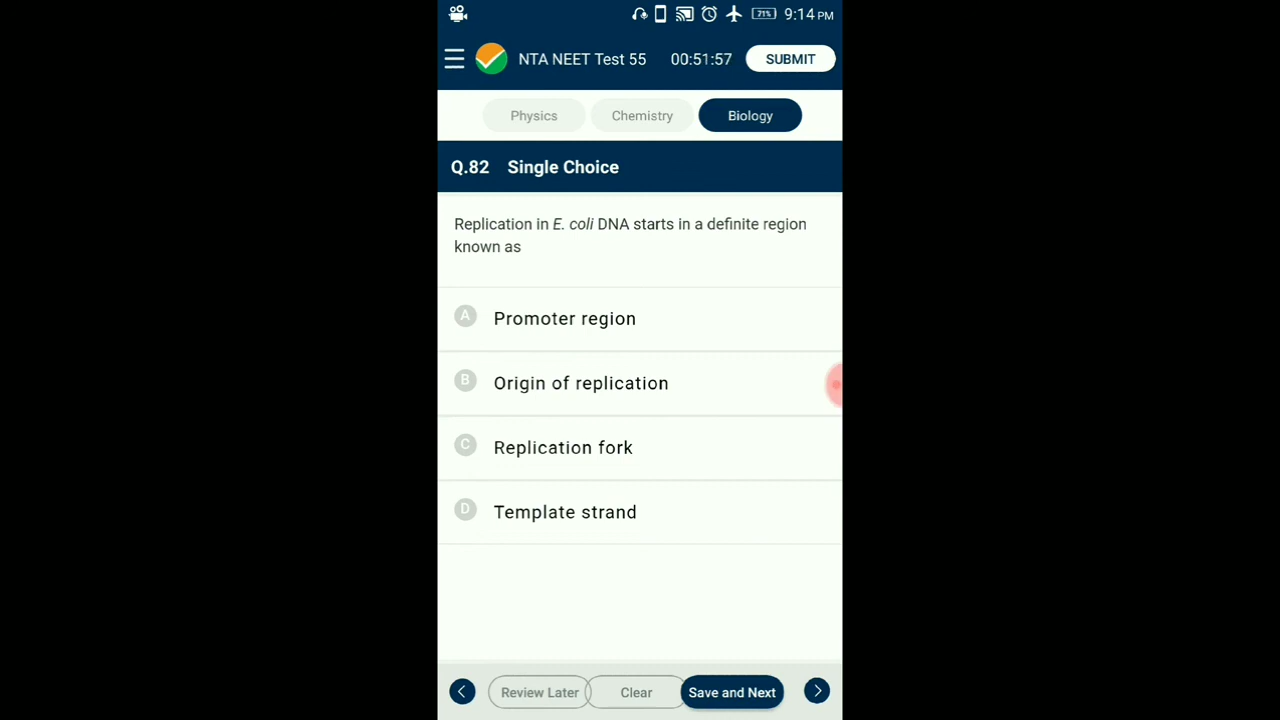 71% 9:14 PM
NTA NEET Test 55 00:51:57 SUBMIT
Physics Chemistry Biology
Q.82 Single Choice
Replication in E. coli DNA starts in a definite region
known as
A Promoter region
B Origin of replication
C Replication fork
D Template strand
Review Later Clear Save and Next